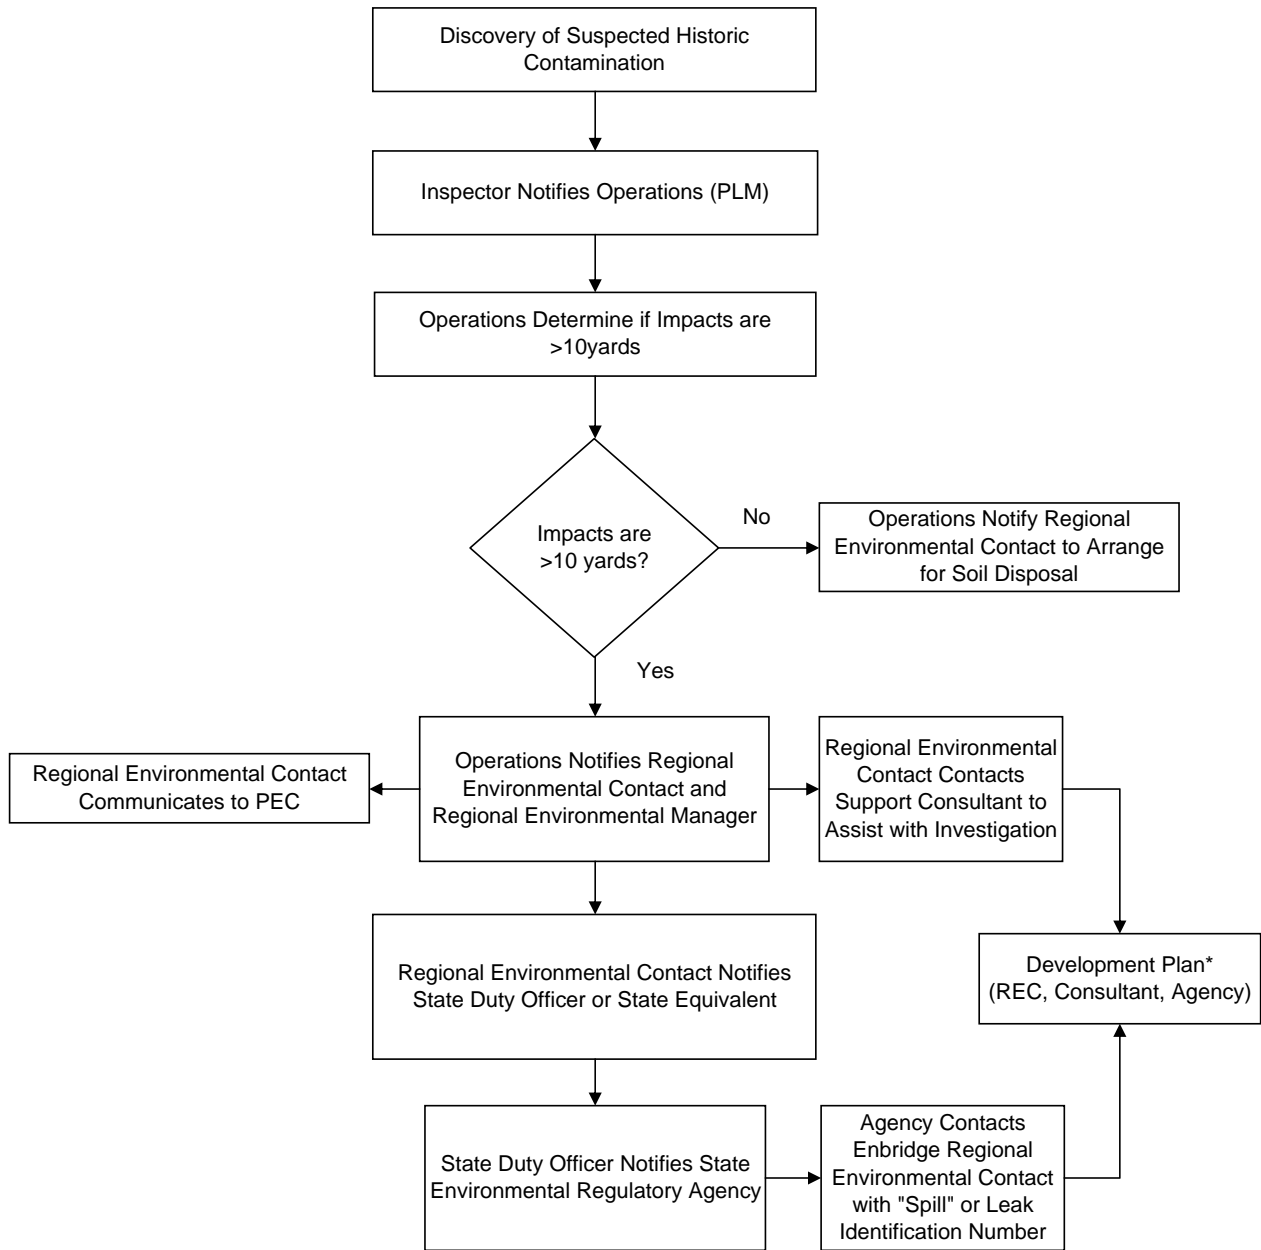 Discovery of Suspected Historic
Contamination
Inspector Notifies Operations (PLM)
Operations Determine if Impacts are
>10yards
Impacts are
>10 yards?
No
Operations Notify Regional
Environmental Contact to Arrange
for Soil Disposal
Yes
Regional Environmental Contact
Communicates to PEC
Operations Notifies Regional
Environmental Contact and
Regional Environmental Manager
Regional Environmental
Contact Contacts
Support Consultant to
Assist with Investigation
Regional Environmental Contact Notifies
State Duty Officer or State Equivalent
Development Plan*
(REC, Consultant, Agency)
State Duty Officer Notifies State
Environmental Regulatory Agency
Agency Contacts
Enbridge Regional
Environmental Contact
with "Spill" or Leak
Identification Number